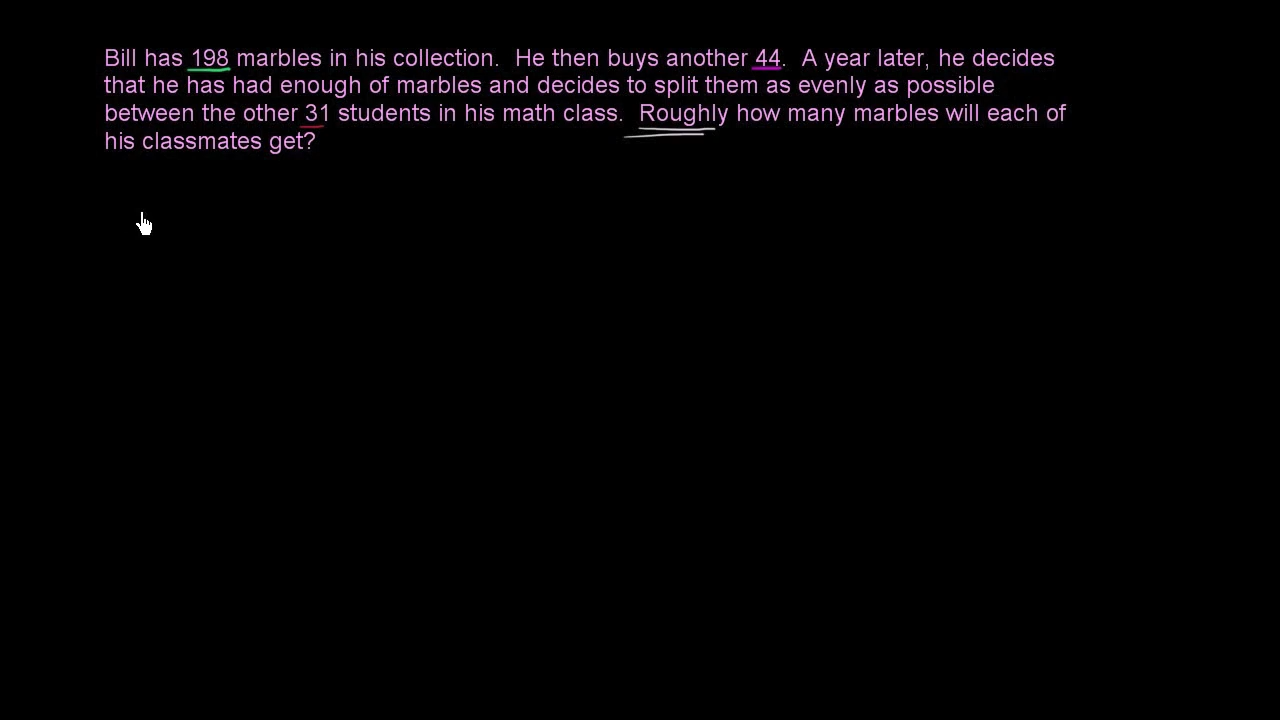 Bill has 198 marbles in his collection.  He then buys another 44.  A year later, he decides
that he has had enough of marbles and decides to split them as evenly as possible
between the other 31 students in his math class.  Roughly how many marbles will each of
his classmates get?